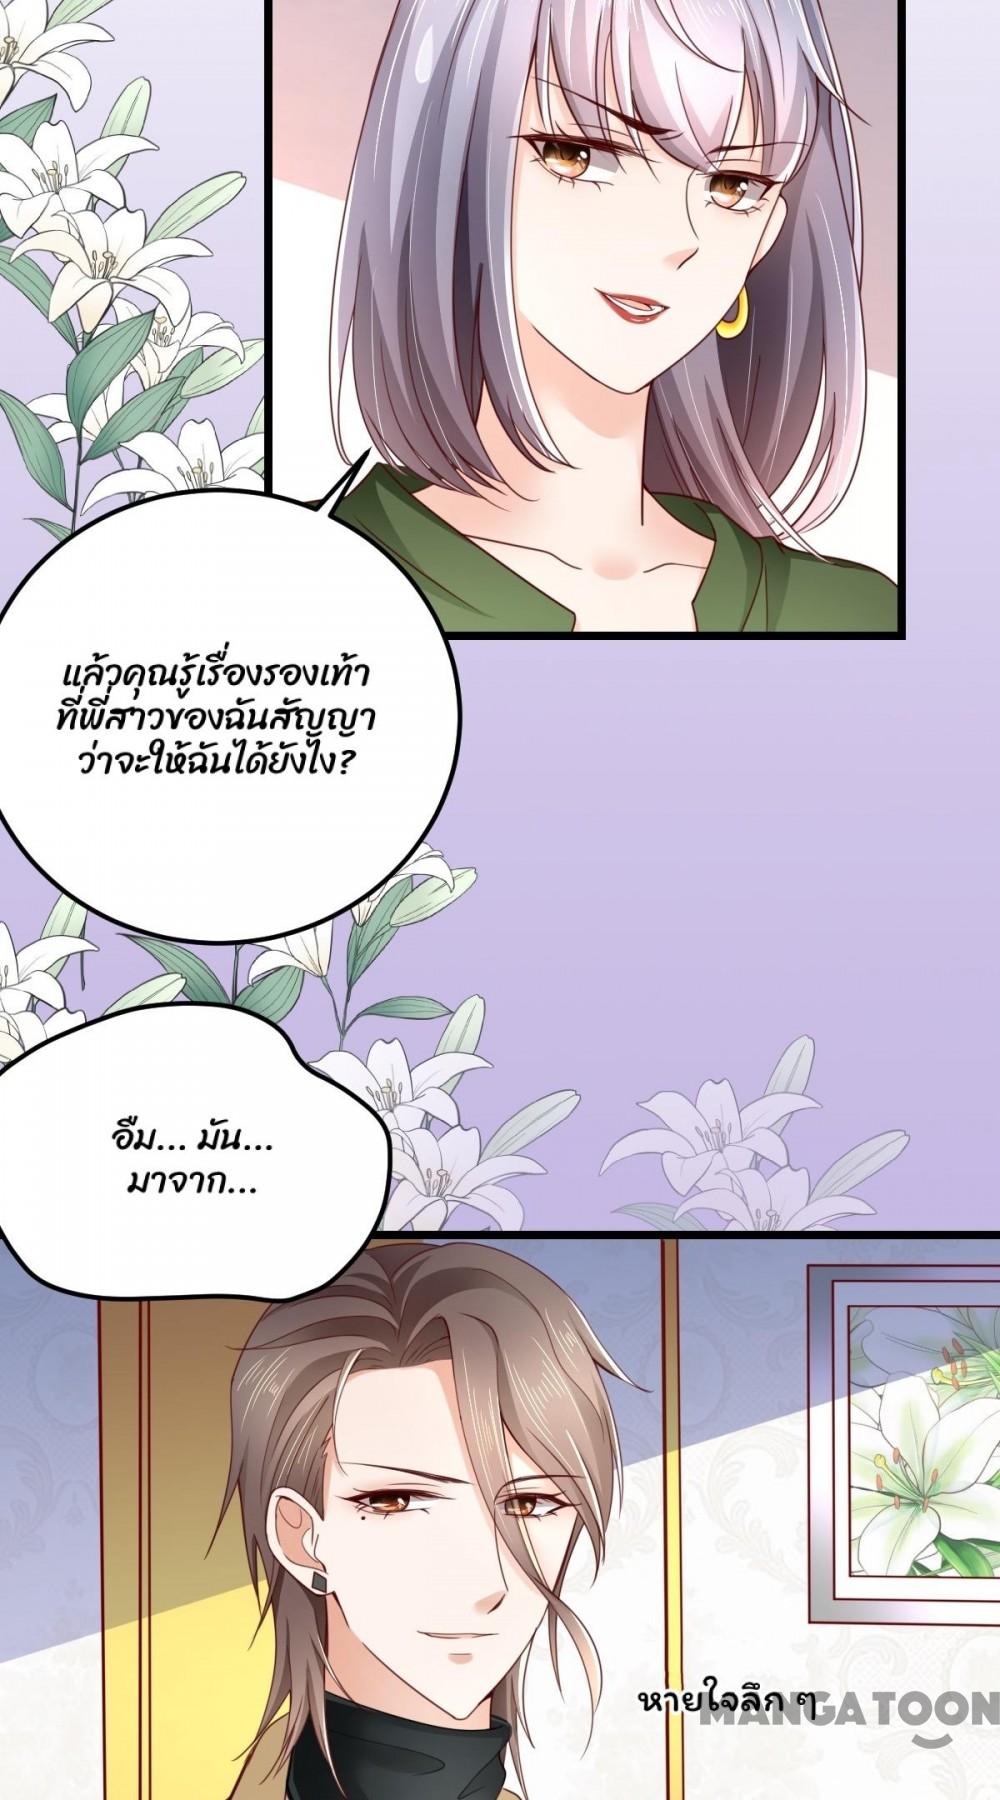 แล้วคุณรู้เรื่องรองเท้า
ที่พี่สาวของฉันสัญญา
ว่าจะให้ฉันได้ยังไง?
อืม... มัน...
มาจาก...
หายใจลึก ๆ
MANGATOON